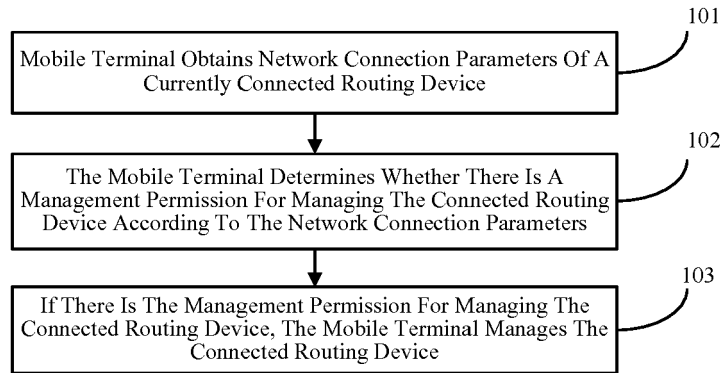 101
Mobile Terminal Obtains Network Connection Parameters Of A
Currently Connected Routing Device
102
The Mobile Terminal Determines Whether There Is A
Management Permission For Managing The Connected Routing
Device According To The Network Connection Parameters
103
If There Is The Management Permission For Managing The
Connected Routing Device, The Mobile Terminal Manages The
Connected Routing Device